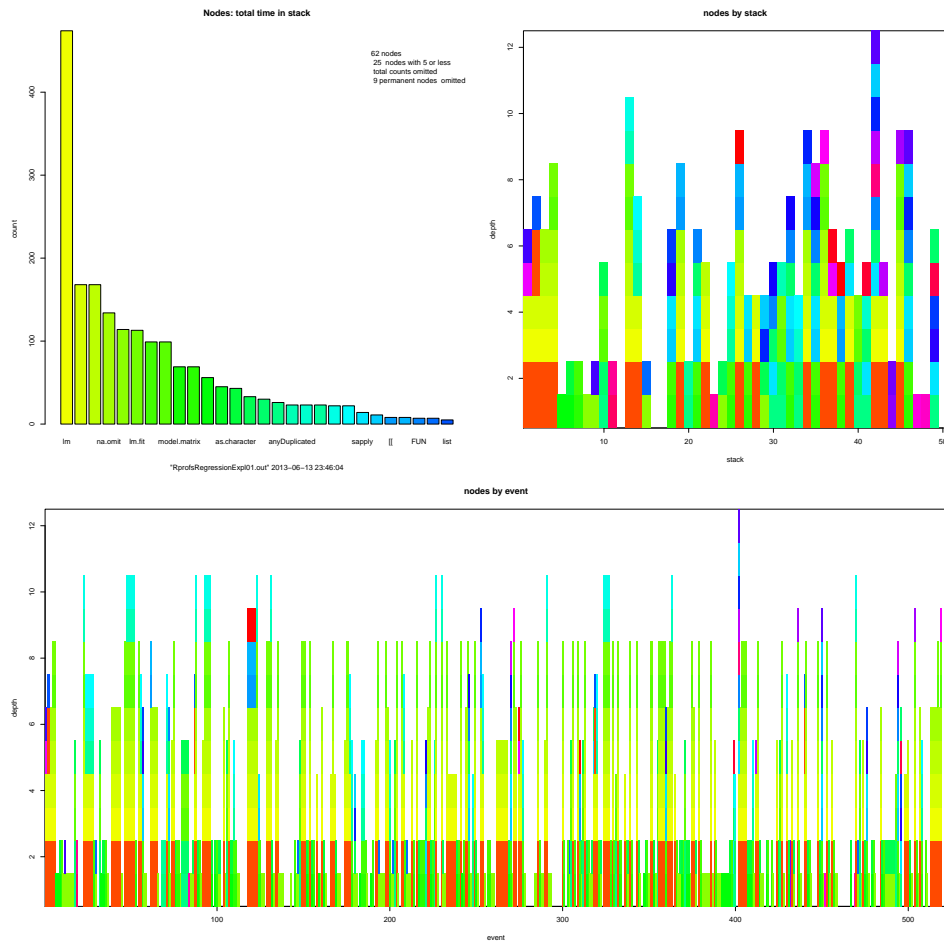 Nodes: total time in stack
62 nodes
25 nodes with 5 or less
total counts omitted
9 permanent nodes omitted
count
0
100
200
300
400
lm
na.omit
lm.fit
model.matrix
as.character
anyDuplicated
sapply
[[
FUN
list
"RprofsRegressionExpl01.out" 2013−06−13 23:46:04
nodes by stack
depth
2
4
6
8
10
12
10
20
30
40
50
stack
nodes by event
depth
2
4
6
8
10
12
100
200
300
400
500
event